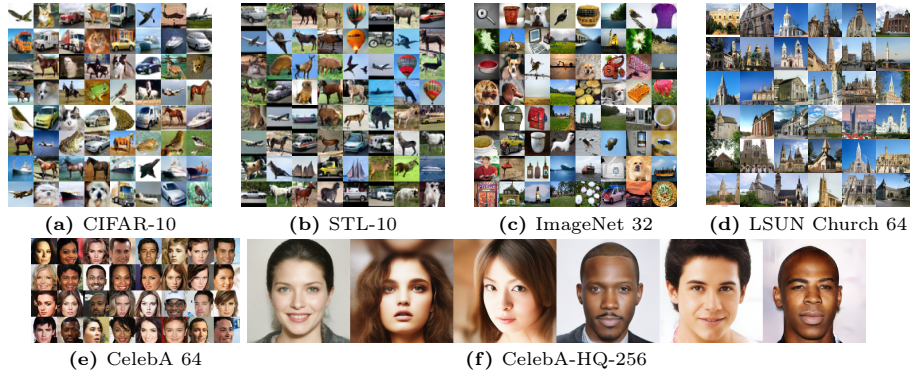 (a) CIFAR-10
(b) STL-10
(c) ImageNet 32
(d) LSUN Church 64
(e) CelebA 64
(f) CelebA-HQ-256